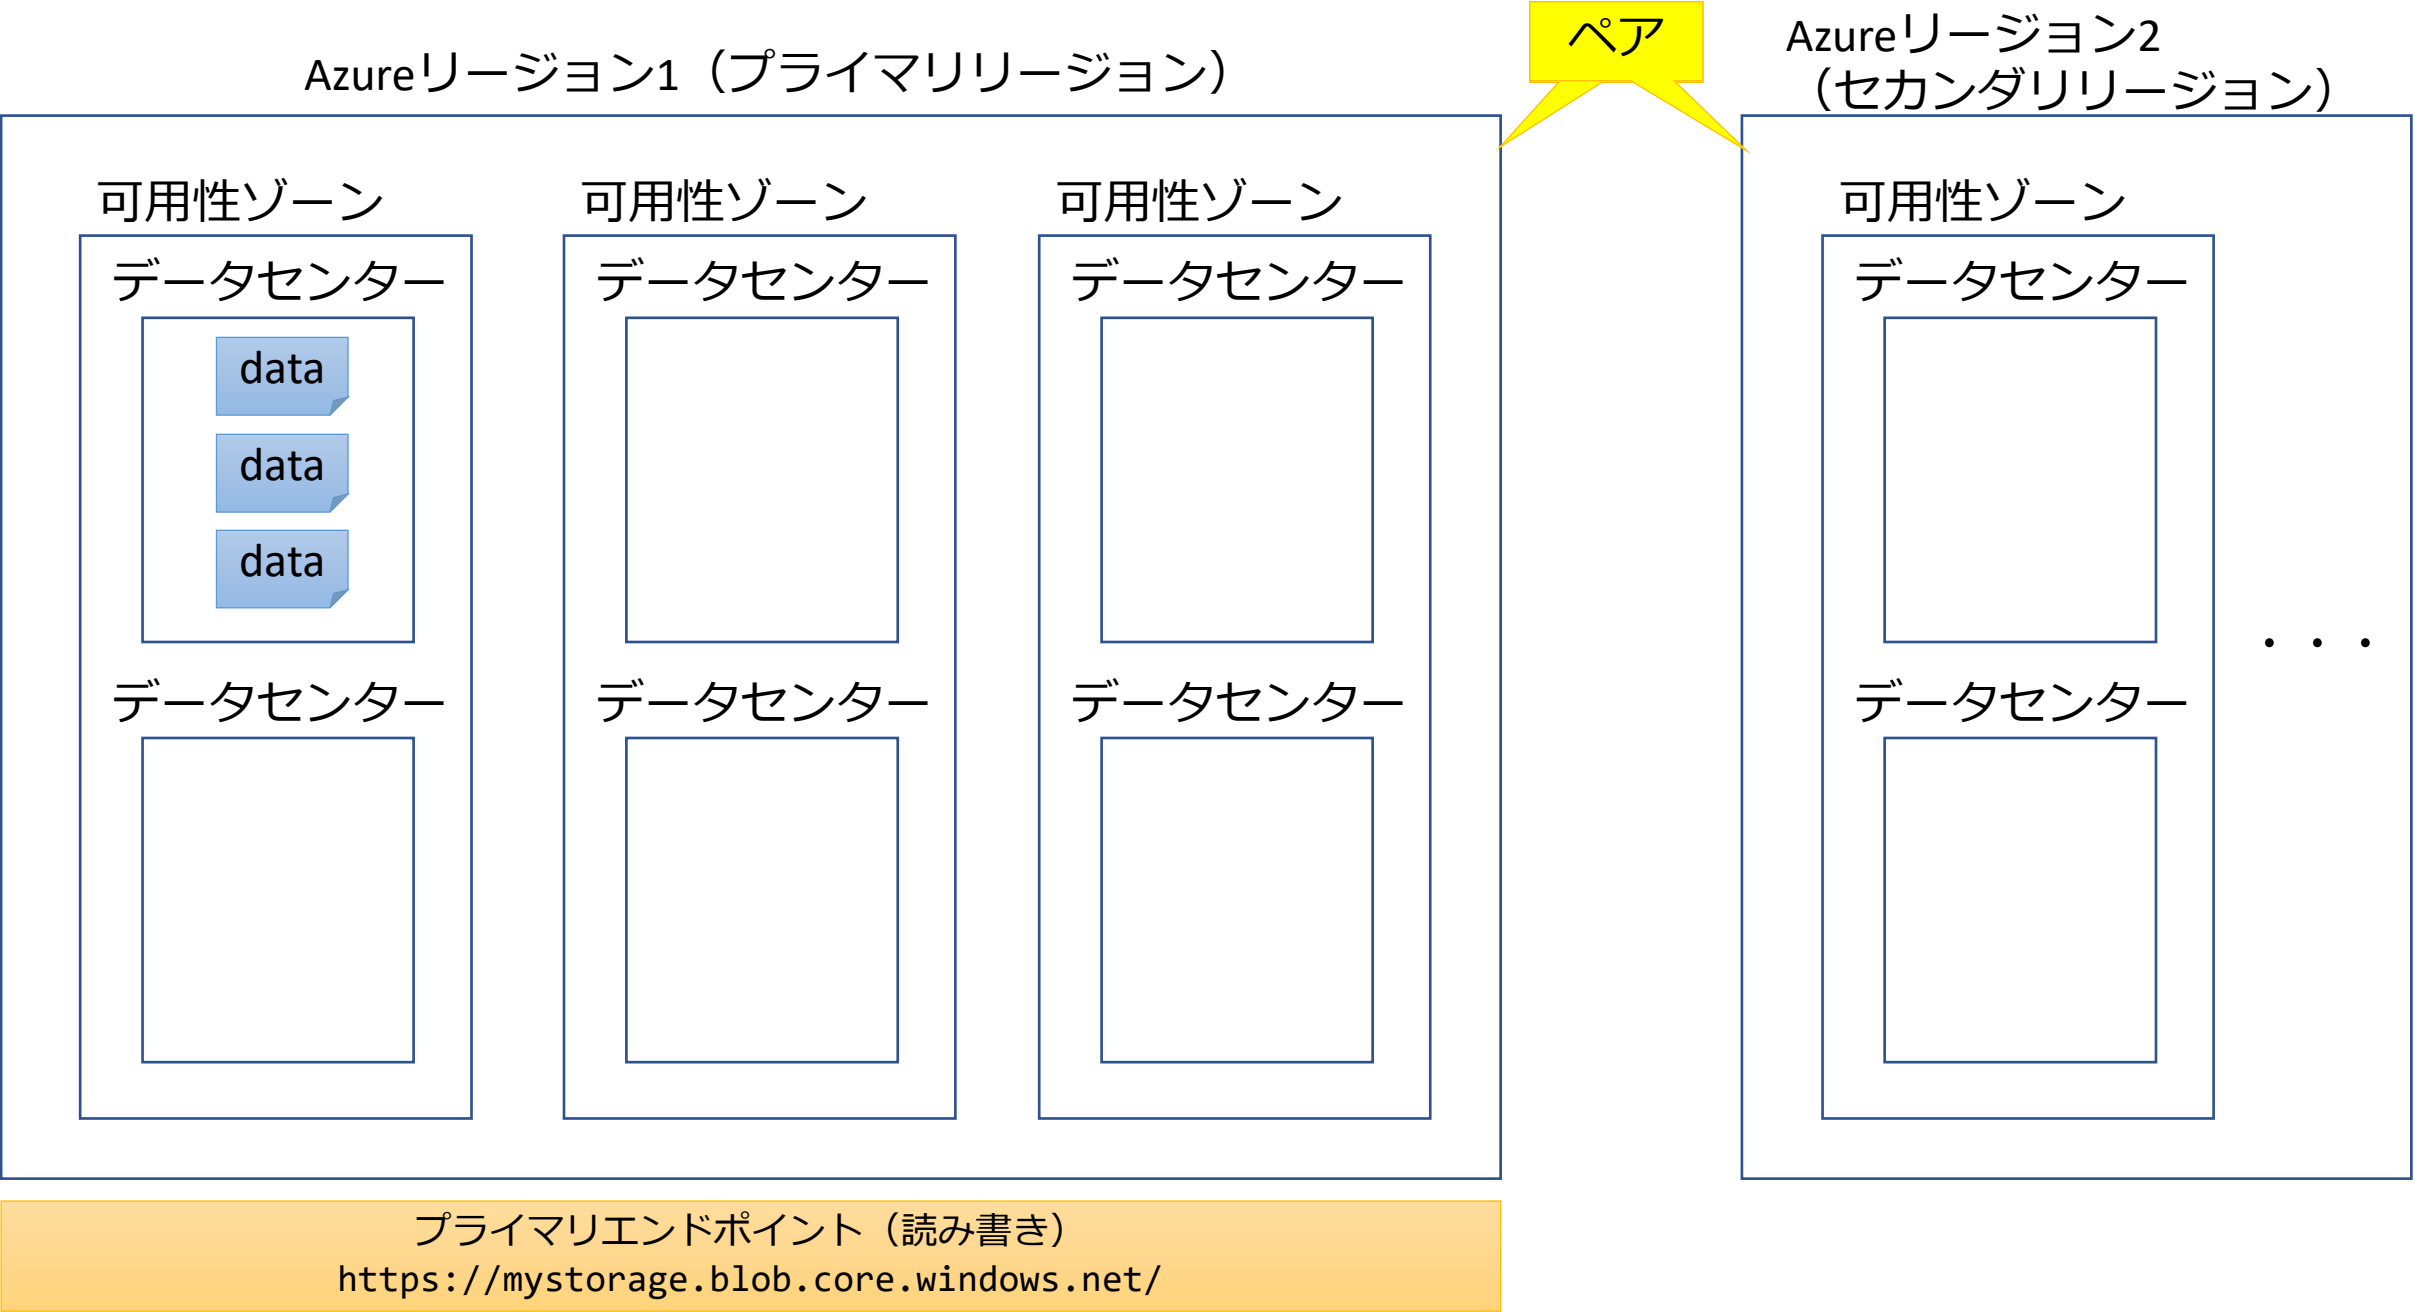 Azureリージョン1（プライマリリージョン）
ペア
Azureリージョン2
（セカンダリリージョン）
可用性ゾーン
データセンター
data
data
data
データセンター
可用性ゾーン
データセンター
データセンター
可用性ゾーン
データセンター
データセンター
可用性ゾーン
データセンター
データセンター
・・・
プライマリエンドポイント（読み書き）
https://mystorage.blob.core.windows.net/